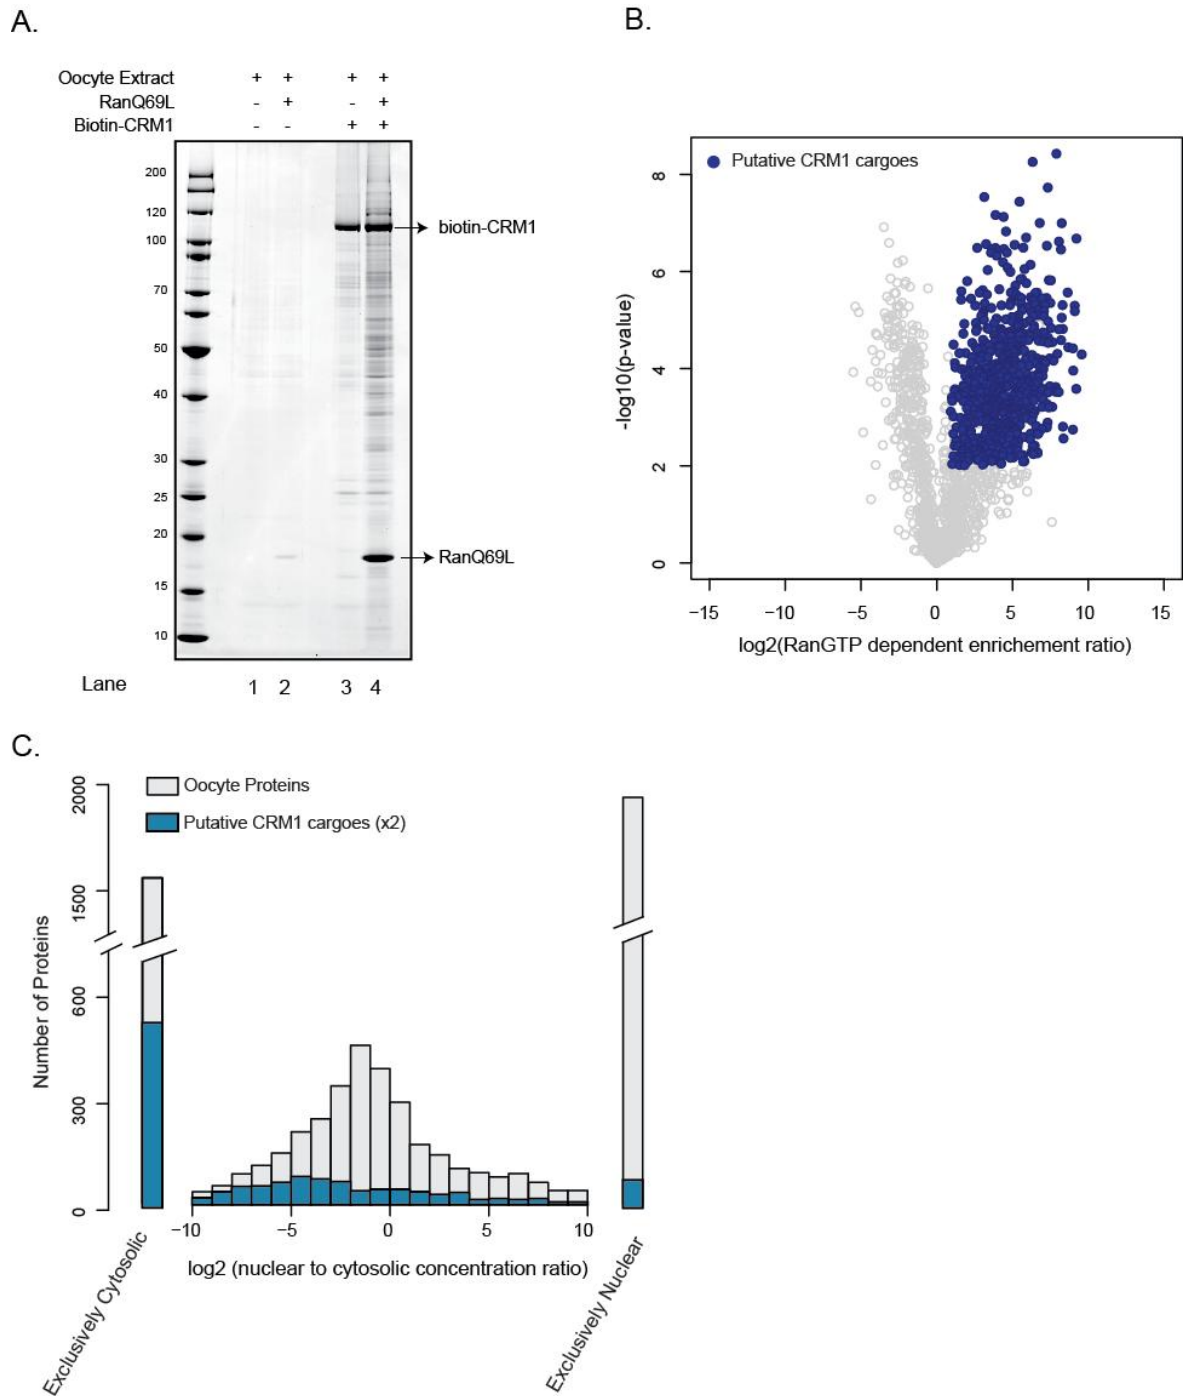 A.
Oocyte Extract + + + +
RanQ69L - + - +
Biotin-CRM1 - - + +
200
120
100
70
50
40
30
25
20
15
10
biotin-CRM1
RanQ69L
Lane 1 2 3 4
B.
Putative CRM1 cargoes
-log10(p-value)
8
6
4
2
0
−15 −10 −5 0 5 10 15
log2(RanGTP dependent enrichement ratio)
C.
Oocyte Proteins
Putative CRM1 cargoes (x2)
Number of Proteins
2000
1500
600
300
0
−10 −5 0 5 10
log2 (nuclear to cytosolic concentration ratio)
Exclusively Cytosolic
Exclusively Nuclear